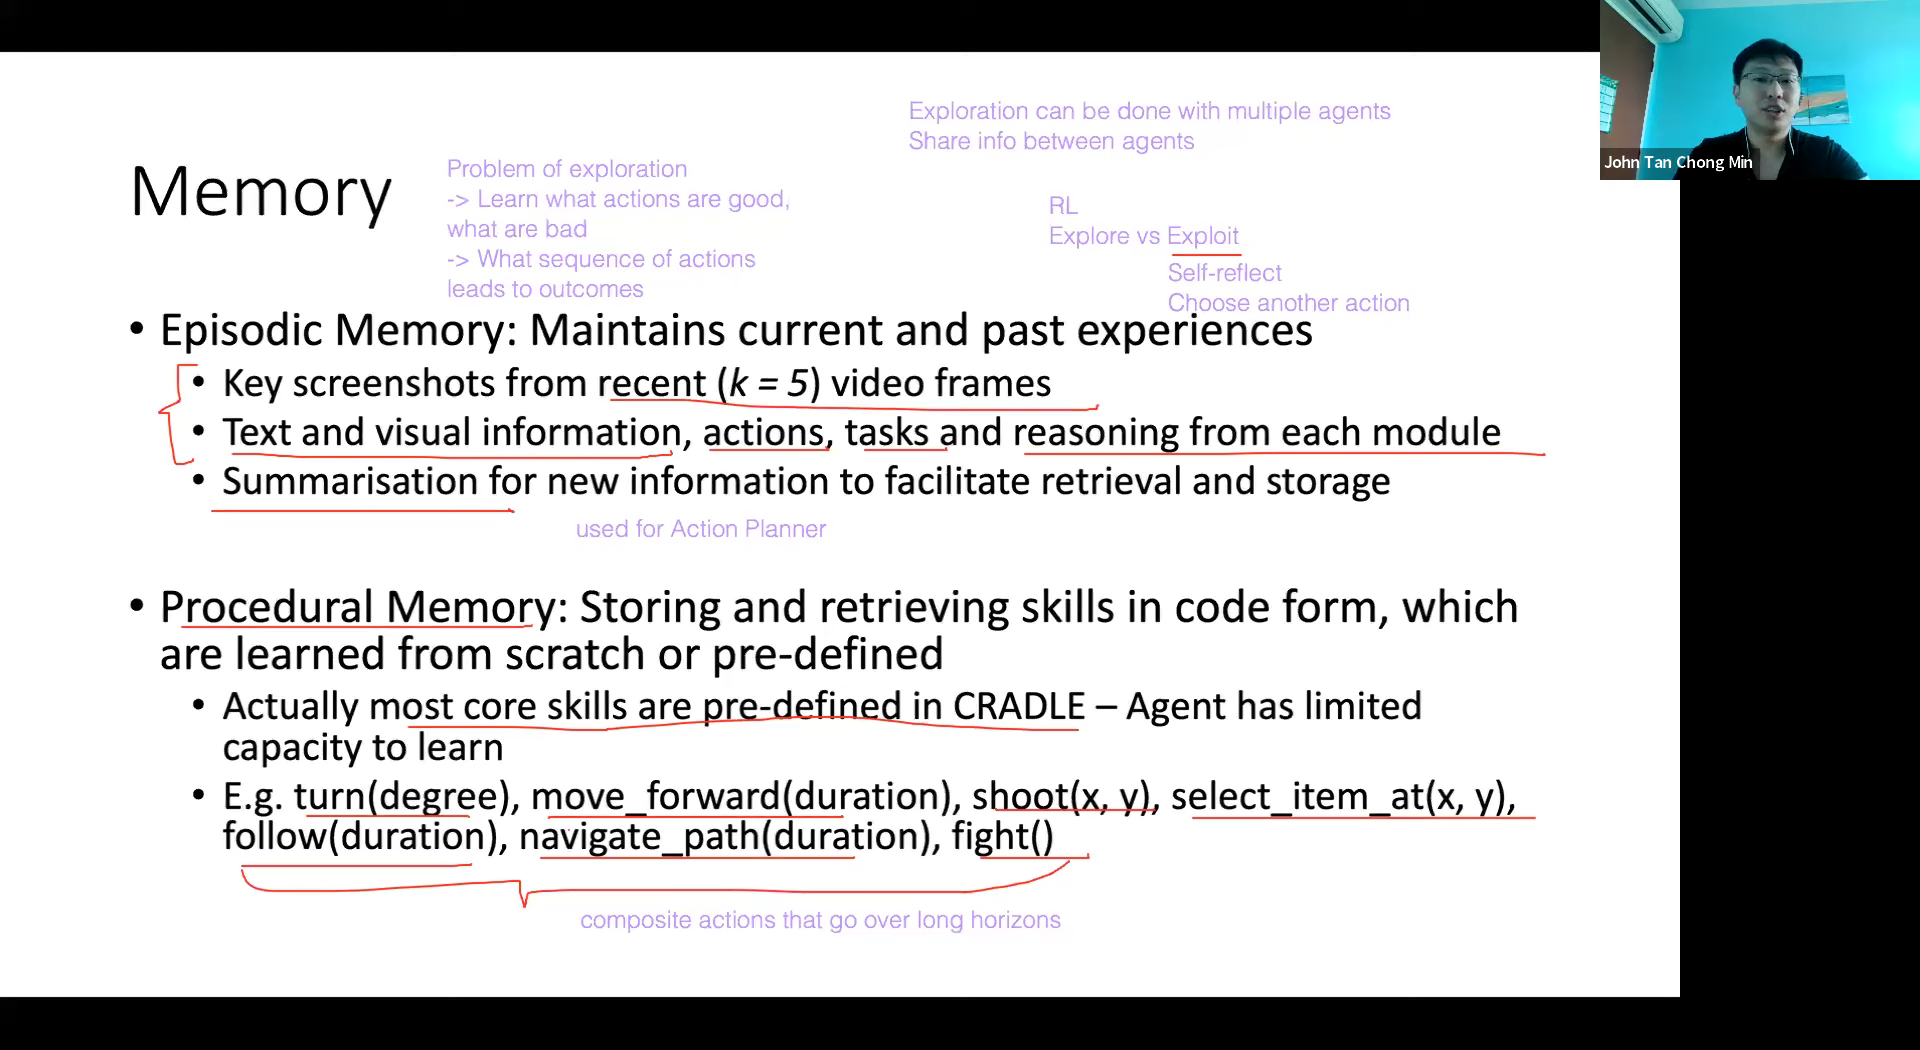 Exploration can be done with multiple agents
Share info between agents
John Tan Chong Min
Memory
Problem of exploration
-> Learn what actions are good,
what are bad
-> What sequence of actions
leads to outcomes
RL
Explore vs Exploit
Self-reflect
Choose another action
• Episodic Memory: Maintains current and past experiences
• Key screenshots from recent (k = 5) video frames
• Text and visual information, actions, tasks and reasoning from each module
• Summarisation for new information to facilitate retrieval and storage
used for Action Planner
• Procedural Memory: Storing and retrieving skills in code form, which
are learned from scratch or pre-defined
• Actually most core skills are pre-defined in CRADLE – Agent has limited
capacity to learn
• E.g. turn(degree), move_forward(duration), shoot(x, y), select_item_at(x, y),
follow(duration), navigate_path(duration), fight()
composite actions that go over long horizons